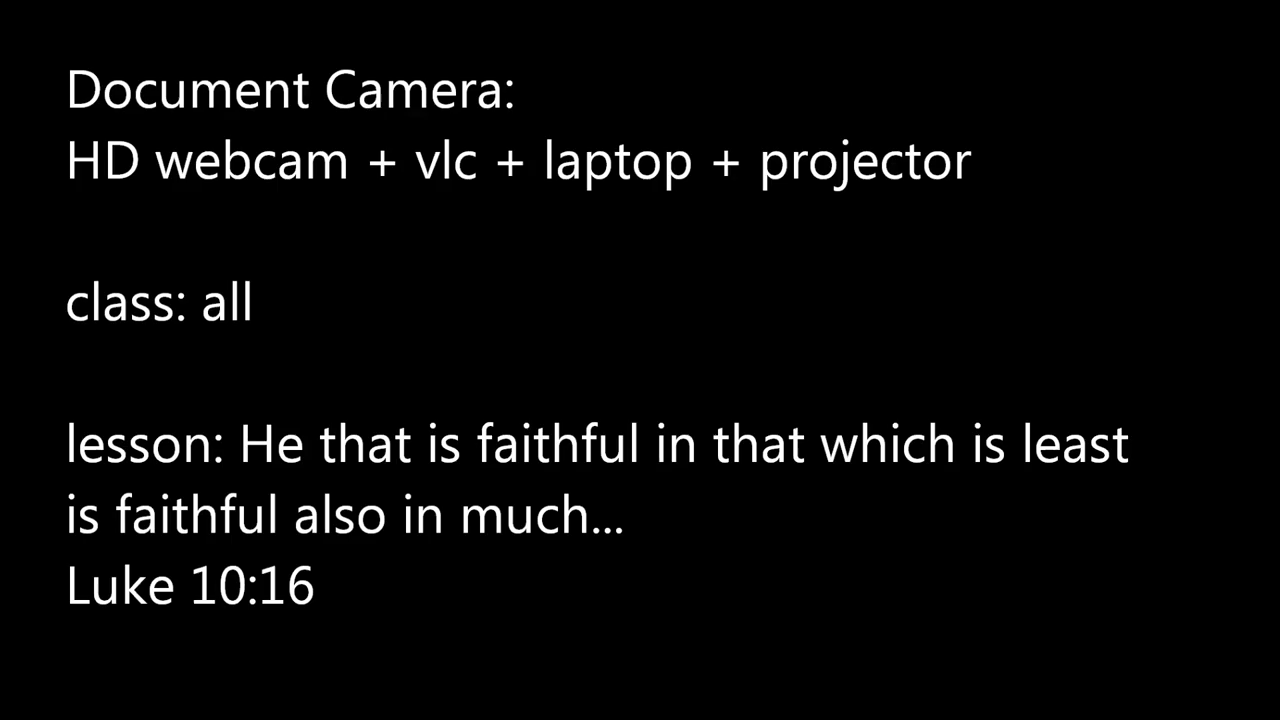 Document Camera:
HD webcam + vlc + laptop + projector
class: all
lesson: He that is faithful in that which is least
is faithful also in much...
Luke 10:16